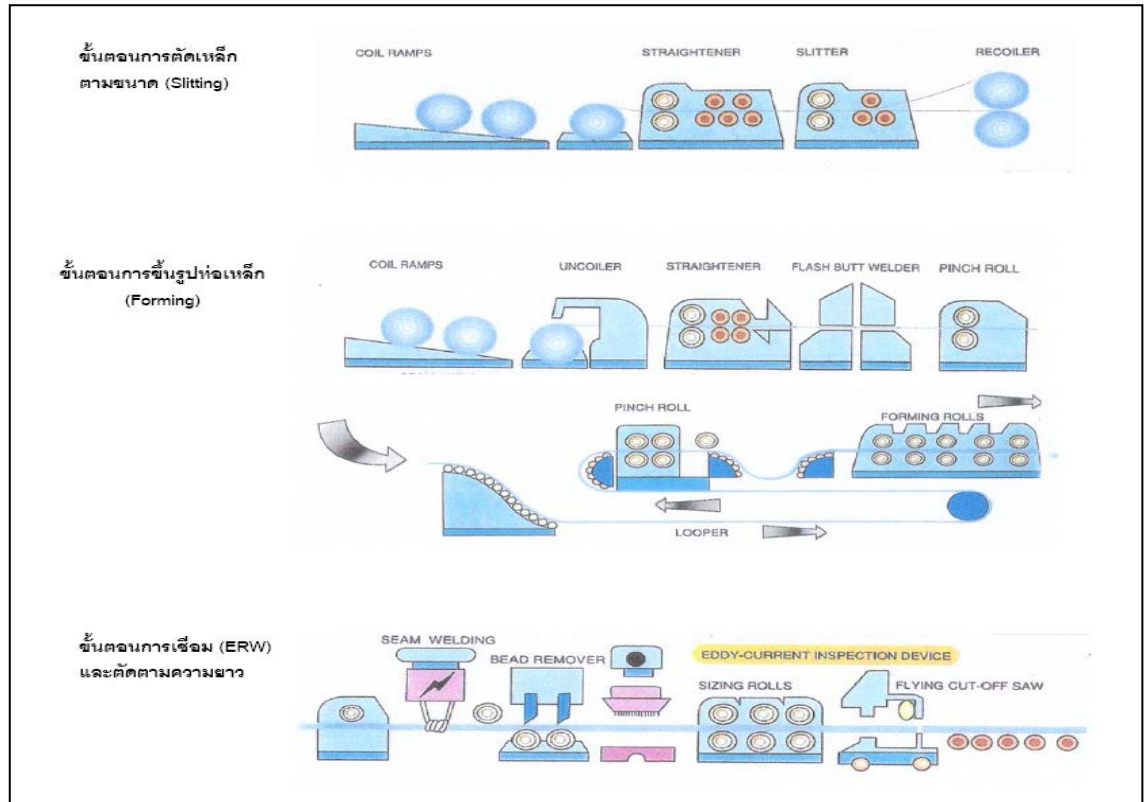 ขั้นตอนการตัดเหล็ก
ตามขนาด (Slitting)
COIL RAMPS
STRAIGHTENER
SLITTER
RECOILER
ขั้นตอนการขึ้นรูปท่อเหล็ก
(Forming)
COIL RAMPS
UNCOILER
STRAIGHTENER
FLASH BUTT WELDER
PINCH ROLL
PINCH ROLL
FORMING ROLLS
LOOPER
ขั้นตอนการเชื่อม (ERW)
และตัดตามความยาว
SEAM WELDING
BEAD REMOVER
EDDY-CURRENT INSPECTION DEVICE
SIZING ROLLS
FLYING CUT-OFF SAW